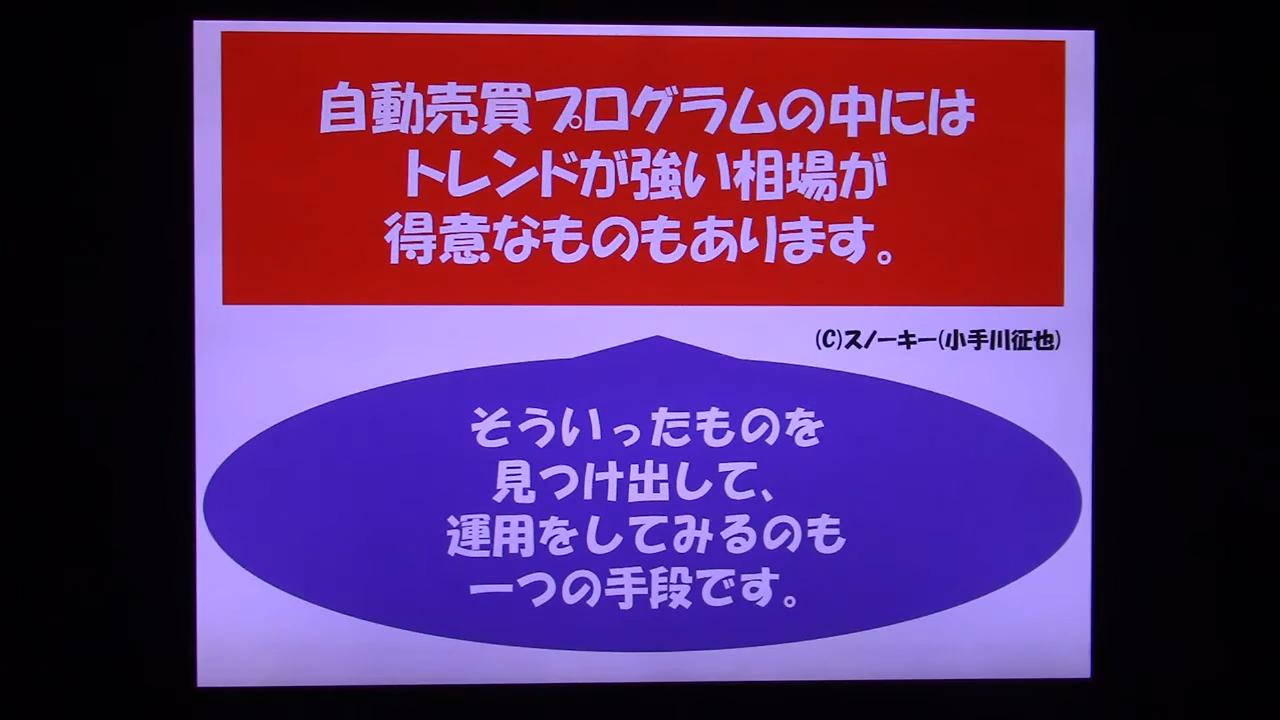 自動売買プログラムの中には
トレンドが強い相場が
得意なものもあります。
(C)スノーキー(小手川征也)
そういったものを
見つけ出して、
運用をしてみるのも
一つの手段です。